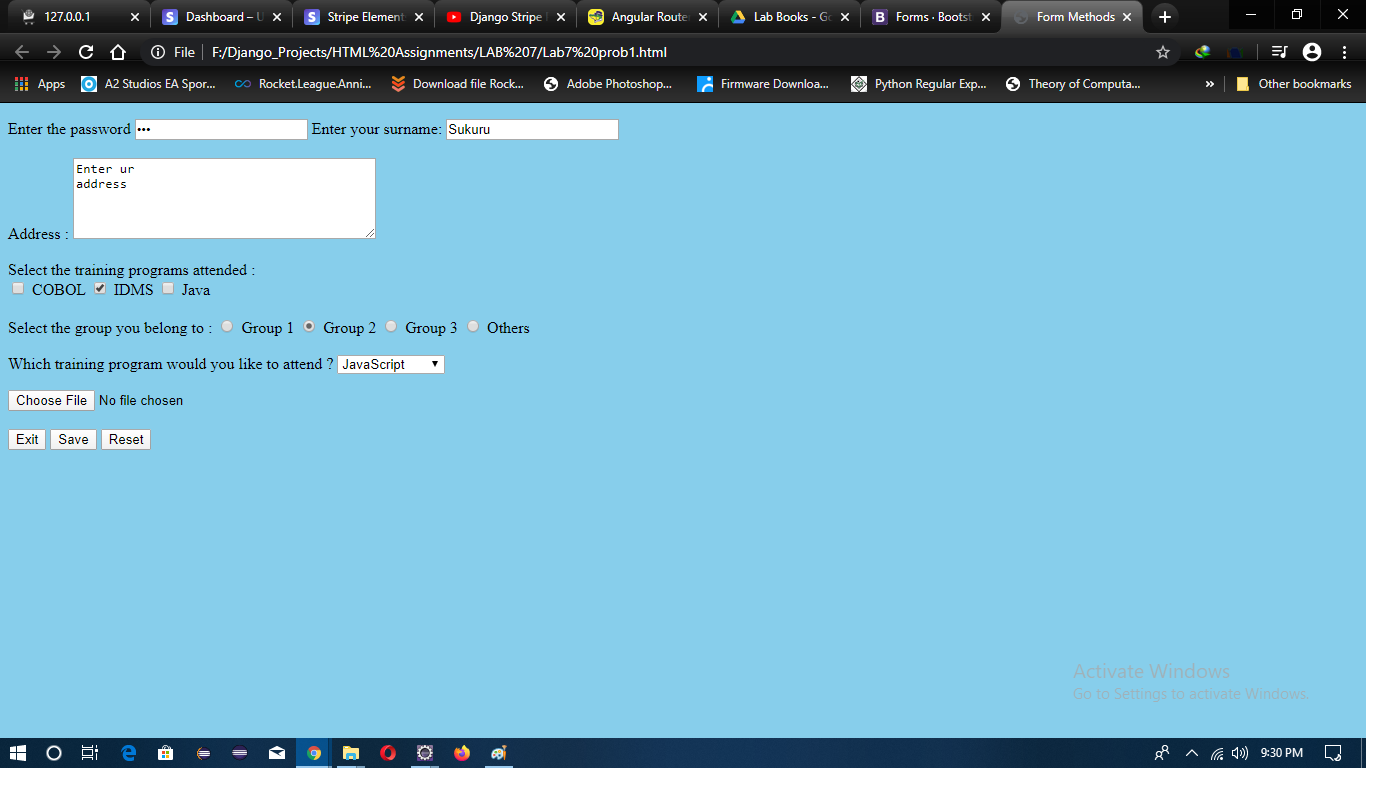 127.0.0.1 Dashboard – U Stripe Element Django Stripe Angular Route Lab Books - Go Forms · Bootst Form Methods
File F:/Django_Projects/HTML%20Assignments/LAB%207/Lab7%20prob1.html
Apps A2 Studios EA Spor... Rocket.League.Anni... Download file Rock... Adobe Photoshop... Firmware Downloa... Python Regular Exp... Theory of Computa... » Other bookmarks
Enter the password ••• Enter your surname: Sukuru
Enter ur
address
Address :
Select the training programs attended :
COBOL IDMS Java
Select the group you belong to : Group 1 Group 2 Group 3 Others
Which training program would you like to attend ? JavaScript
Choose File No file chosen
Exit Save Reset
Activate Windows
Go to Settings to activate Windows.
9:30 PM